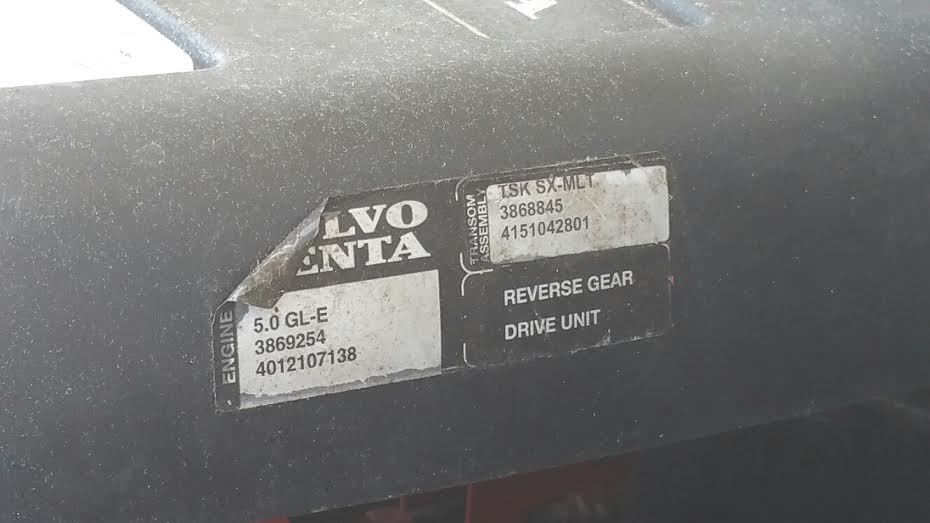 LVO
ENTA
ENGINE
5.0 GL-E
3869254
4012107138
TRANSOM
ASSEMBLY
TSK SX-MLT
3868845
4151042801
REVERSE GEAR
DRIVE UNIT